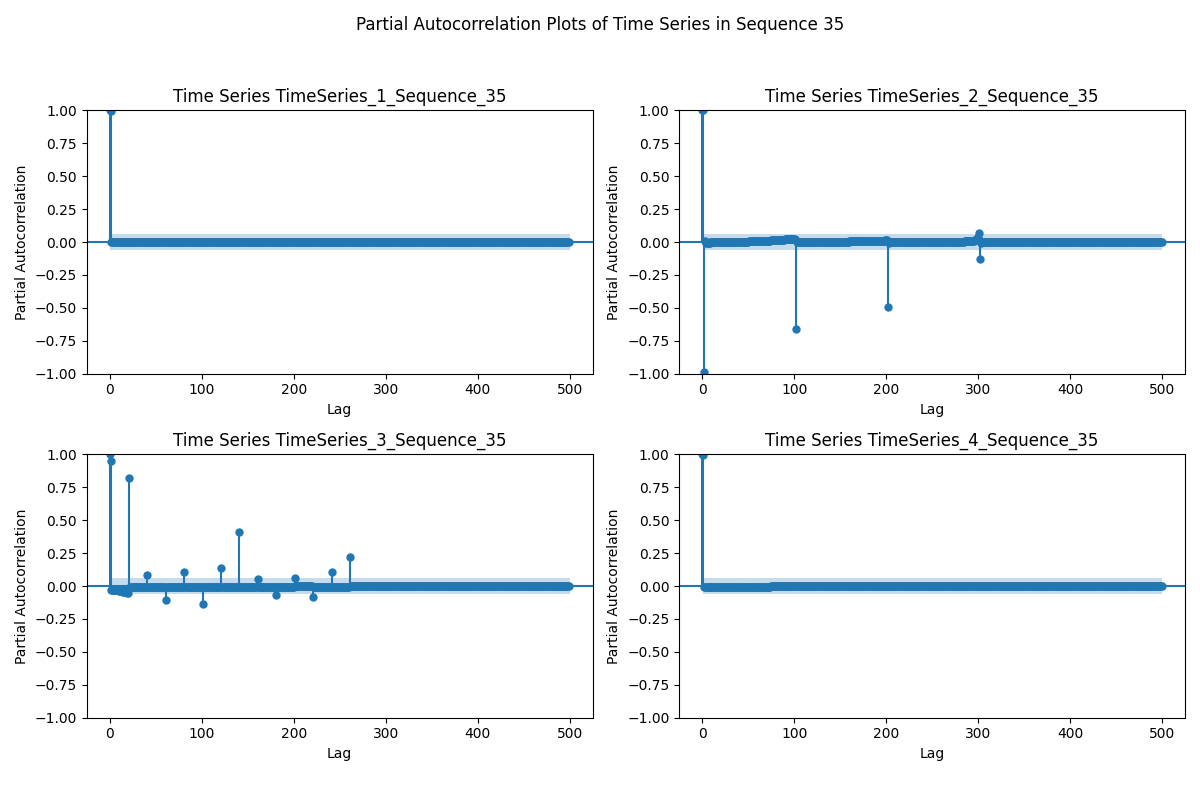 Partial Autocorrelation Plots of Time Series in Sequence 35
Time Series TimeSeries_1_Sequence_35
1.00
0.75
0.50
0.25
0.00
−0.25
−0.50
−0.75
−1.00
Partial Autocorrelation
0 100 200 300 400 500
Lag
Time Series TimeSeries_2_Sequence_35
1.00
0.75
0.50
0.25
0.00
−0.25
−0.50
−0.75
−1.00
Partial Autocorrelation
0 100 200 300 400 500
Lag
Time Series TimeSeries_3_Sequence_35
1.00
0.75
0.50
0.25
0.00
−0.25
−0.50
−0.75
−1.00
Partial Autocorrelation
0 100 200 300 400 500
Lag
Time Series TimeSeries_4_Sequence_35
1.00
0.75
0.50
0.25
0.00
−0.25
−0.50
−0.75
−1.00
Partial Autocorrelation
0 100 200 300 400 500
Lag